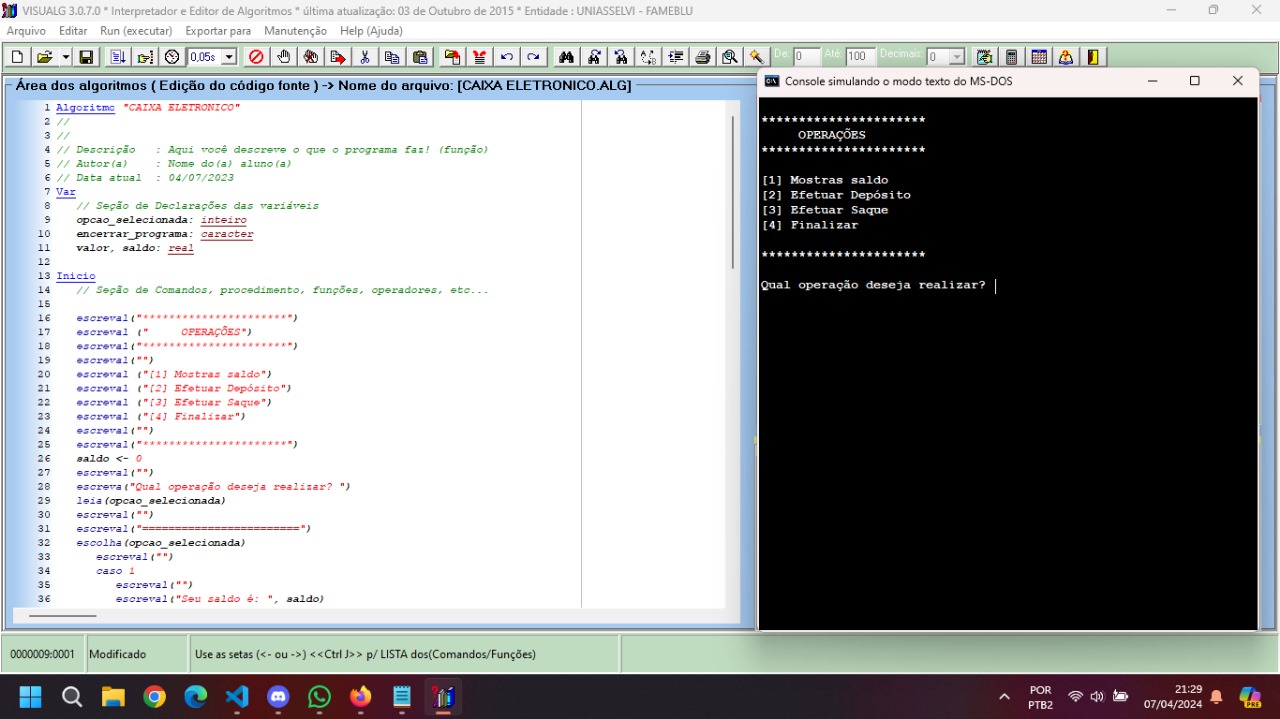 VISUALG 3.0.7.0 * Interpretador e Editor de Algoritmos * última atualização: 03 de Outubro de 2015 * Entidade : UNIASSELVI - FAMEBLU
Arquivo Editar Run (executar) Exportar para Manutenção Help (Ajuda)
0,05s De: 0 Até: 100 Decimais: 0
Área dos algoritmos ( Edição do código fonte ) -> Nome do arquivo: [CAIXA ELETRONICO.ALG]
1 Algoritmo "CAIXA ELETRONICO"
2 //
3 //
4 // Descrição : Aqui você descreve o que o programa faz! (função)
5 // Autor(a) : Nome do(a) aluno(a)
6 // Data atual : 04/07/2023
7 Var
8 // Seção de Declarações das variáveis
9 opcao_selecionada: inteiro
10 encerrar_programa: caracter
11 valor, saldo: real
12
13 Inicio
14 // Seção de Comandos, procedimento, funções, operadores, etc...
15
16 escreval("**********************")
17 escreval ("     OPERAÇÕES")
18 escreval("**********************")
19 escreval("")
20 escreval ("[1] Mostras saldo")
21 escreval ("[2] Efetuar Depósito")
22 escreval ("[3] Efetuar Saque")
23 escreval ("[4] Finalizar")
24 escreval("")
25 escreval("**********************")
26 saldo <- 0
27 escreval("")
28 escreva("Qual operação deseja realizar? ")
29 leia(opcao_selecionada)
30 escreval("")
31 escreval("========================")
32 escolha(opcao_selecionada)
33 escreval("")
34 caso 1
35 escreval("")
36 escreval("Seu saldo é: ", saldo)
Console simulando o modo texto do MS-DOS
**********************
OPERAÇÕES
**********************
[1] Mostras saldo
[2] Efetuar Depósito
[3] Efetuar Saque
[4] Finalizar
**********************
Qual operação deseja realizar?
0000009:0001 Modificado Use as setas (<- ou ->) <<Ctrl J>> p/ LISTA dos(Comandos/Funções)
POR
PTB2
21:29
07/04/2024
PRE